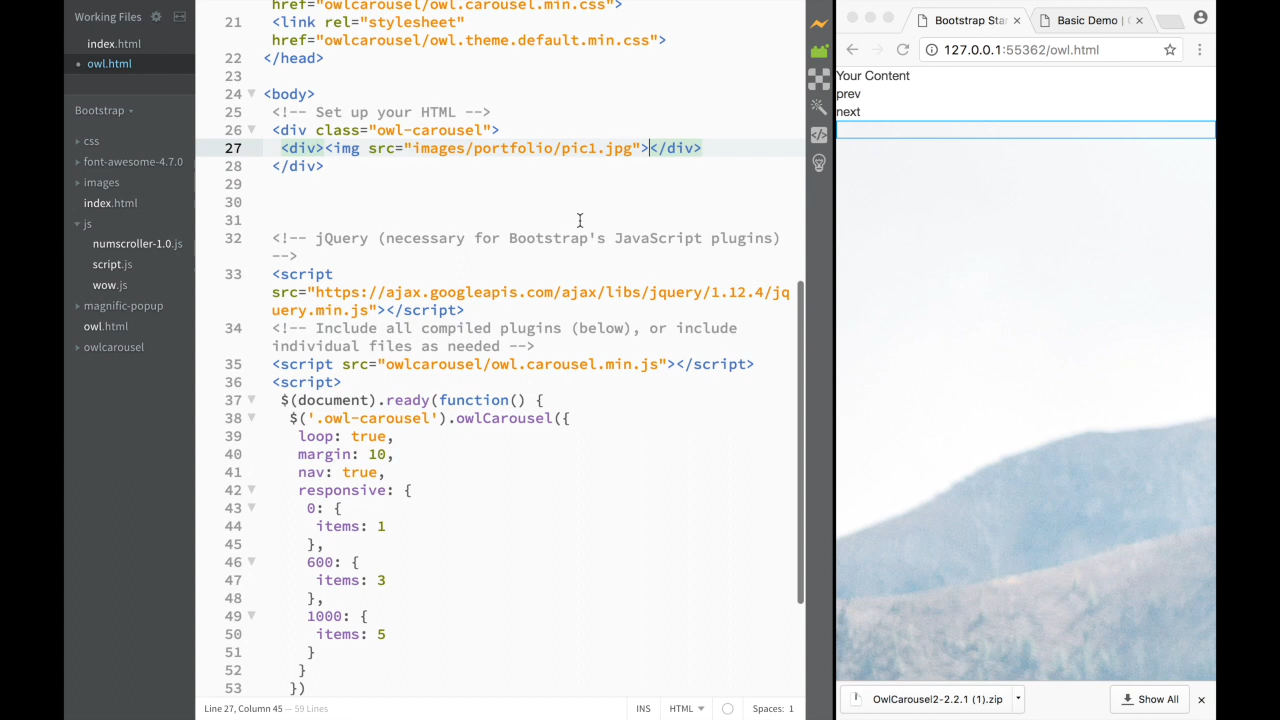 Working Files
index.html
owl.html
Bootstrap
css
font-awesome-4.7.0
images
index.html
js
numscroller-1.0.js
script.js
wow.js
magnific-popup
owl.html
owlcarousel
href="owlcarousel/owl.carousel.min.css">
21 <link rel="stylesheet"
href="owlcarousel/owl.theme.default.min.css">
22 </head>
23
24 <body>
25 <!-- Set up your HTML -->
26 <div class="owl-carousel">
27 <div><img src="images/portfolio/pic1.jpg"></div>
28 </div>
29
30
31
32 <!-- jQuery (necessary for Bootstrap's JavaScript plugins)
-->
33 <script
src="https://ajax.googleapis.com/ajax/libs/jquery/1.12.4/jq
uery.min.js"></script>
34 <!-- Include all compiled plugins (below), or include
individual files as needed -->
35 <script src="owlcarousel/owl.carousel.min.js"></script>
36 <script>
37 $(document).ready(function() {
38 $('.owl-carousel').owlCarousel({
39 loop: true,
40 margin: 10,
41 nav: true,
42 responsive: {
43 0: {
44 items: 1
45 },
46 600: {
47 items: 3
48 },
49 1000: {
50 items: 5
51 }
52 }
53 })
Line 27, Column 45 — 59 Lines
INS
HTML
Spaces: 1
Bootstrap Sta
Basic Demo |
127.0.0.1:55362/owl.html
Your Content
prev
next
OwlCarousel2-2.2.1 (1).zip
Show All